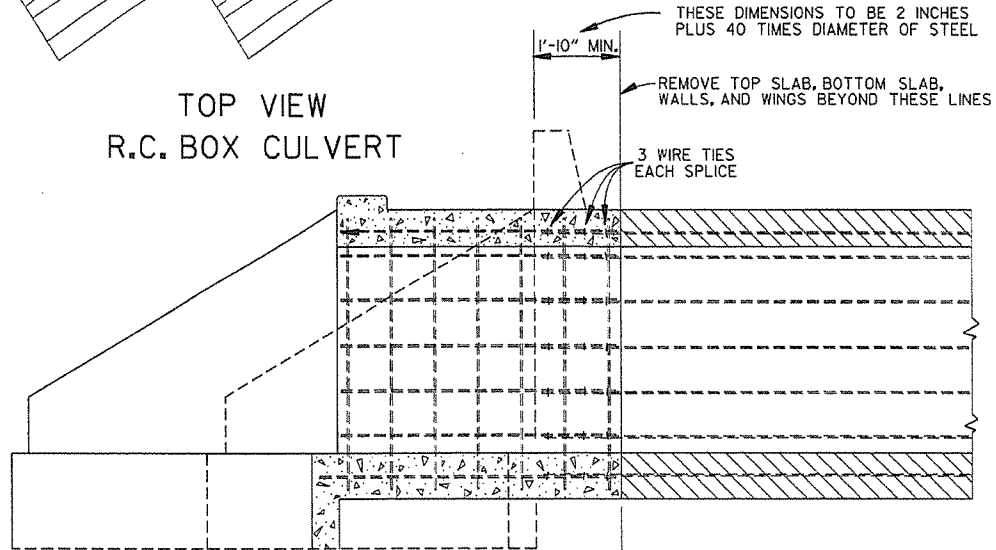 THESE DIMENSIONS TO BE 2 INCHES
PLUS 40 TIMES DIAMETER OF STEEL
1'-10" MIN.
REMOVE TOP SLAB, BOTTOM SLAB,
WALLS, AND WINGS BEYOND THESE LINES
TOP VIEW
R.C. BOX CULVERT
3 WIRE TIES
EACH SPLICE